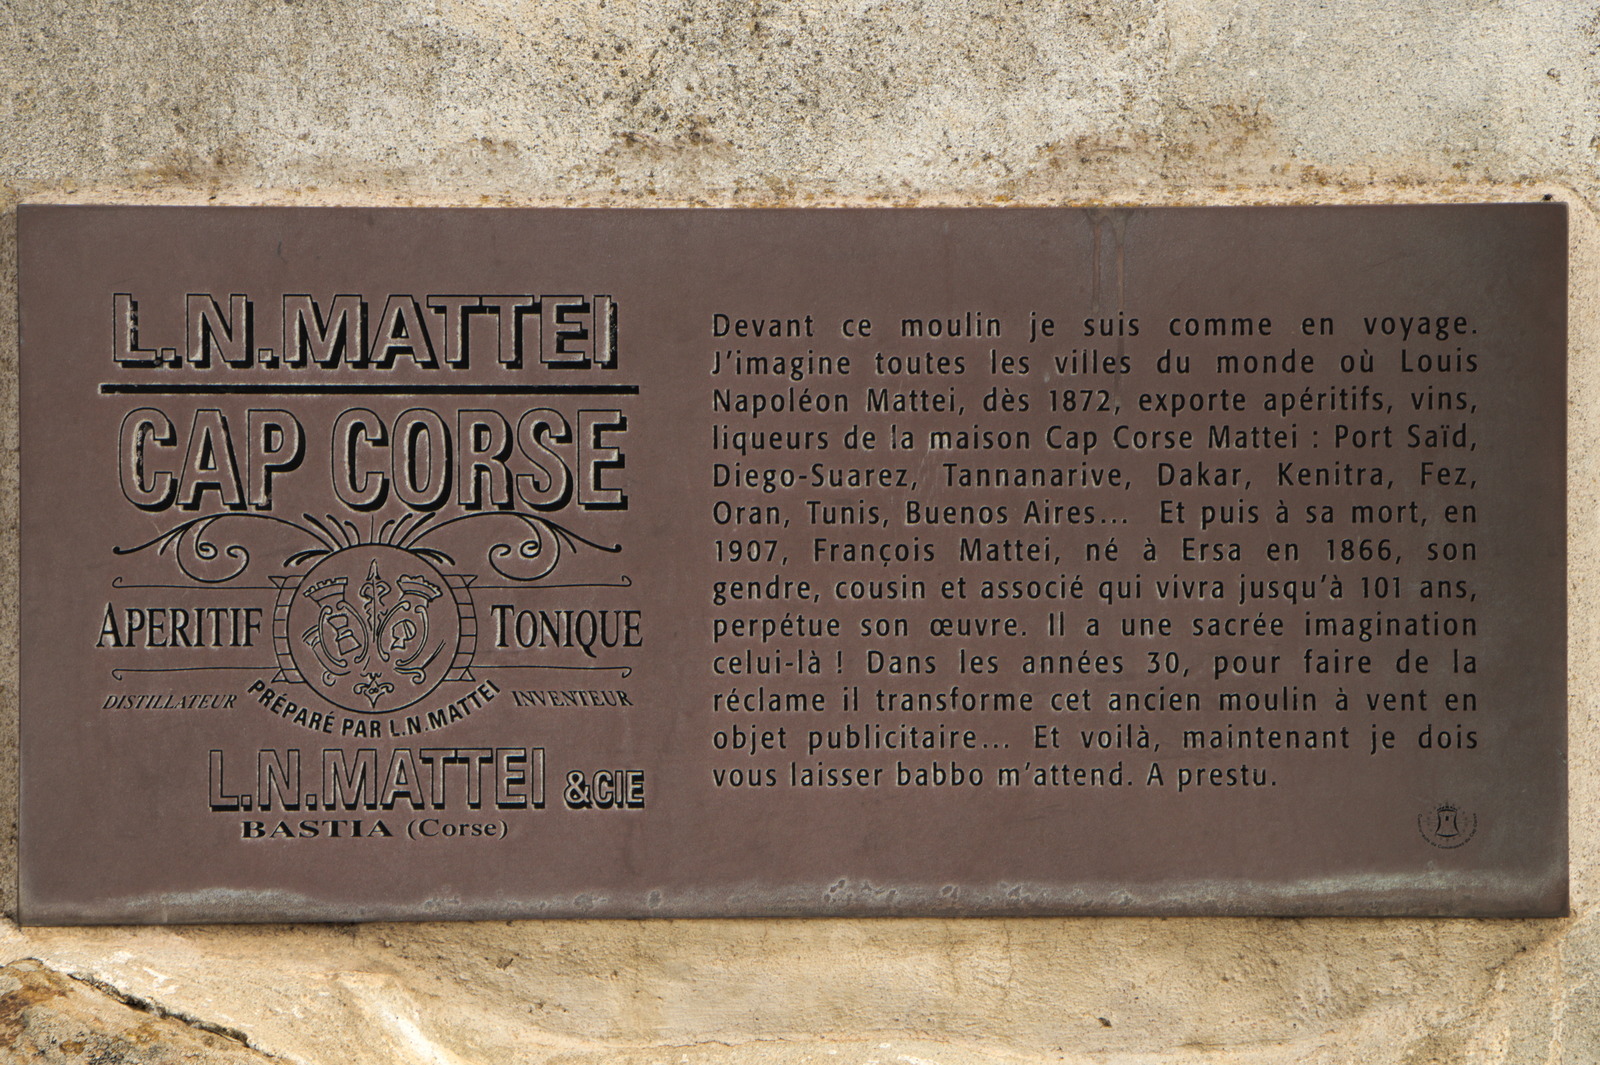 L.N.MATTEI
CAP CORSE
APERITIF TONIQUE
DISTILLATEUR INVENTEUR
PRÉPARÉ PAR L.N.MATTEI
L.N.MATTEI &CIE
BASTIA (Corse)
Devant ce moulin je suis comme en voyage.
J'imagine toutes les villes du monde où Louis
Napoléon Mattei, dès 1872, exporte apéritifs, vins,
liqueurs de la maison Cap Corse Mattei : Port Saïd,
Diego-Suarez, Tannanarive, Dakar, Kenitra, Fez,
Oran, Tunis, Buenos Aires... Et puis à sa mort, en
1907, François Mattei, né à Ersa en 1866, son
gendre, cousin et associé qui vivra jusqu'à 101 ans,
perpétue son œuvre. Il a une sacrée imagination
celui-là ! Dans les années 30, pour faire de la
réclame il transforme cet ancien moulin à vent en
objet publicitaire... Et voilà, maintenant je dois
vous laisser babbo m'attend. A prestu.